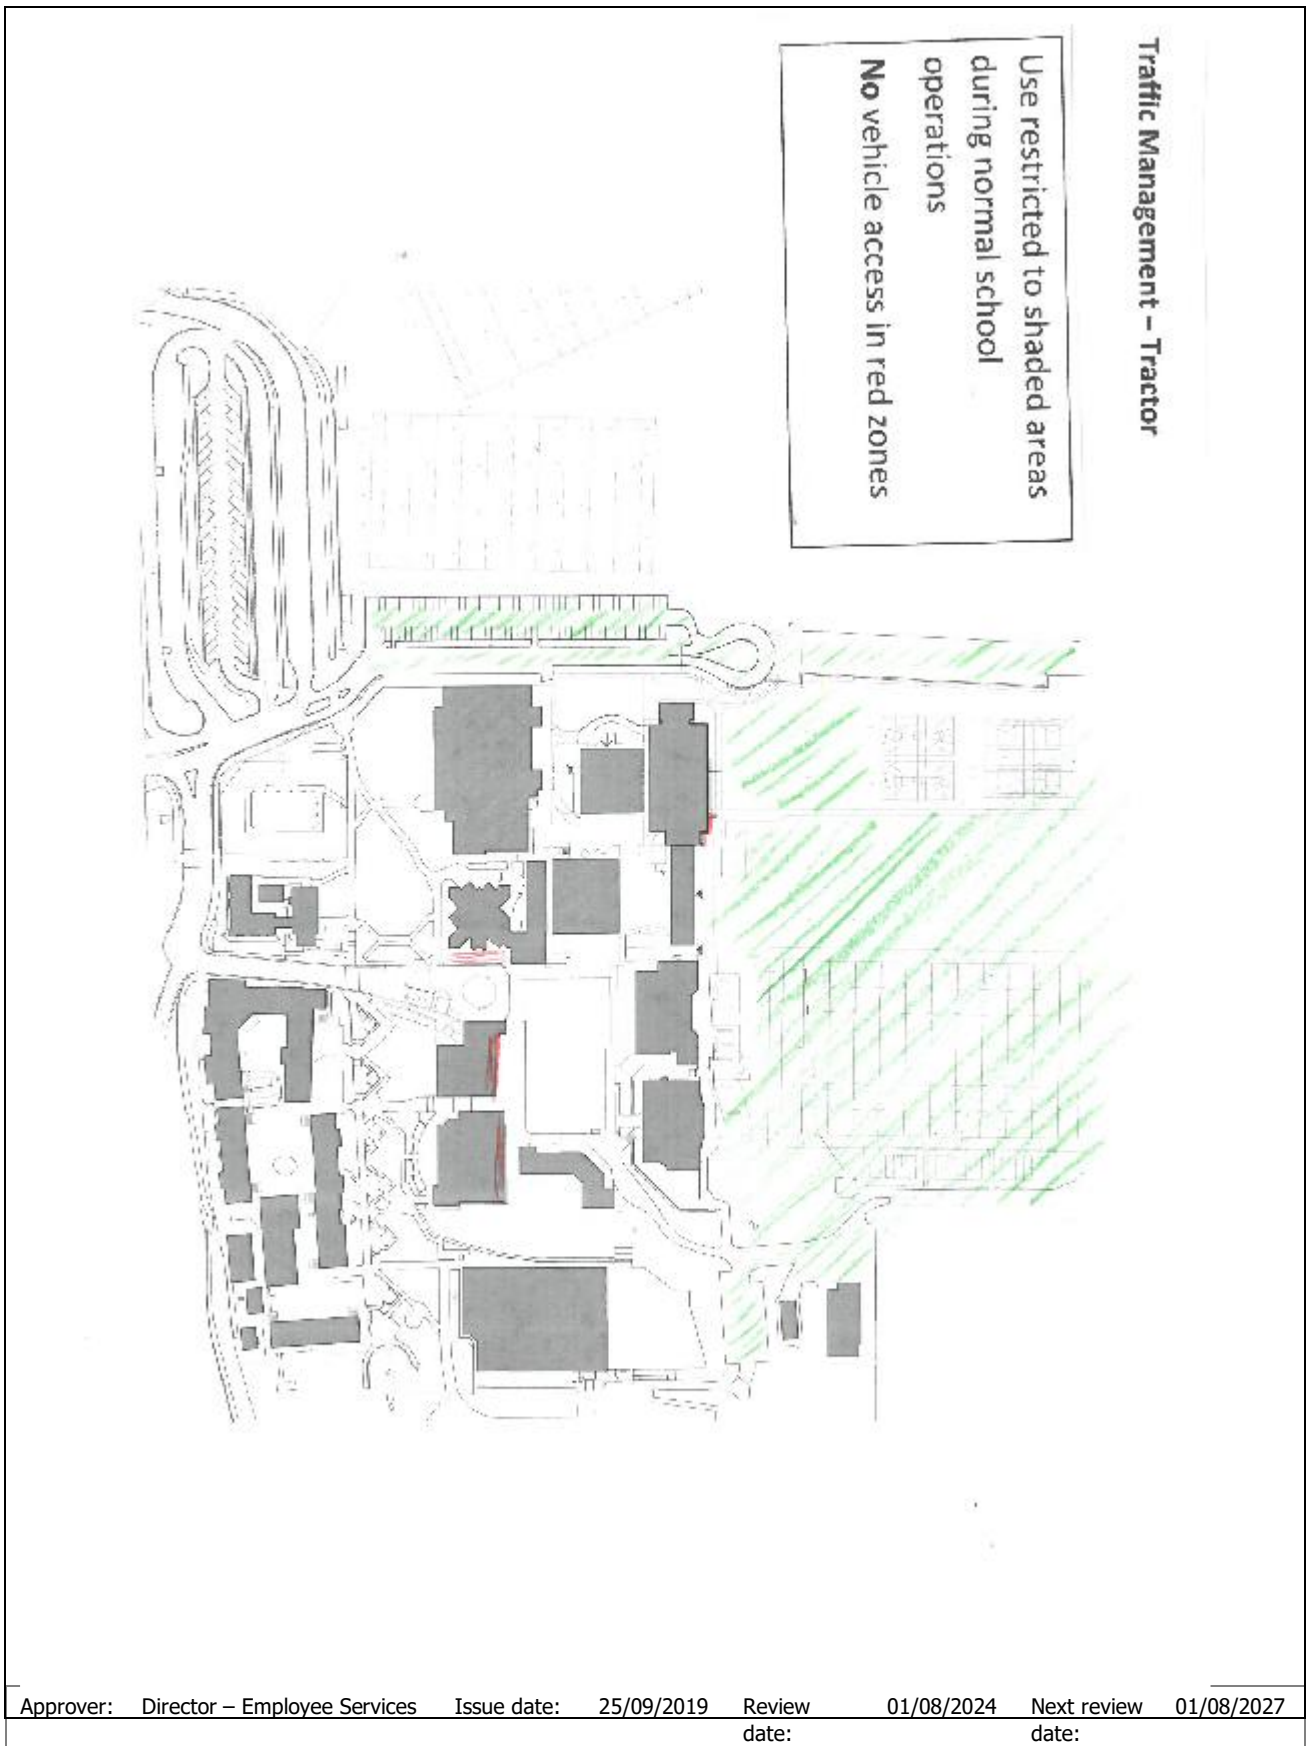 Traffic Management – Tractor
Use restricted to shaded areas
during normal school
operations
No vehicle access in red zones
Approver: Director – Employee Services Issue date: 25/09/2019 Review date: 01/08/2024 Next review date: 01/08/2027